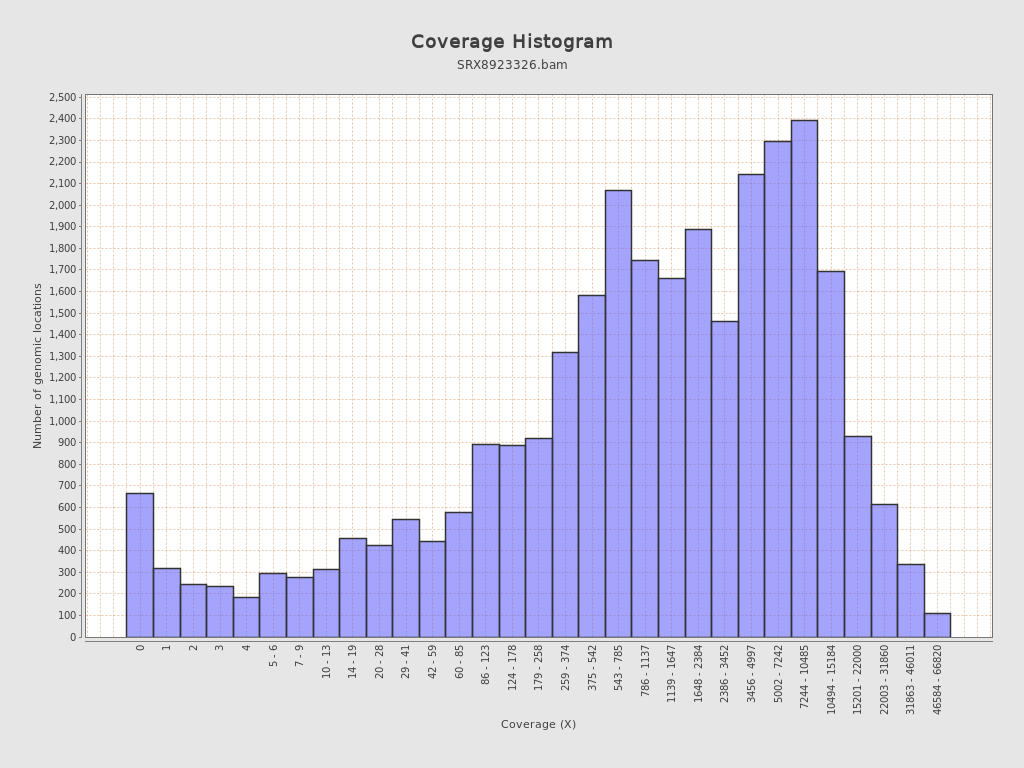 Coverage Histogram
SRX8923326.bam
Number of genomic locations
2,500
2,400
2,300
2,200
2,100
2,000
1,900
1,800
1,700
1,600
1,500
1,400
1,300
1,200
1,100
1,000
900
800
700
600
500
400
300
200
100
0
0
1
2
3
4
5 - 6
7 - 9
10 - 13
14 - 19
20 - 28
29 - 41
42 - 59
60 - 85
86 - 123
124 - 178
179 - 258
259 - 374
375 - 542
543 - 785
786 - 1137
1139 - 1647
1648 - 2384
2386 - 3452
3456 - 4997
5002 - 7242
7244 - 10485
10494 - 15184
15201 - 22000
22003 - 31860
31863 - 46011
46584 - 66820
Coverage (X)